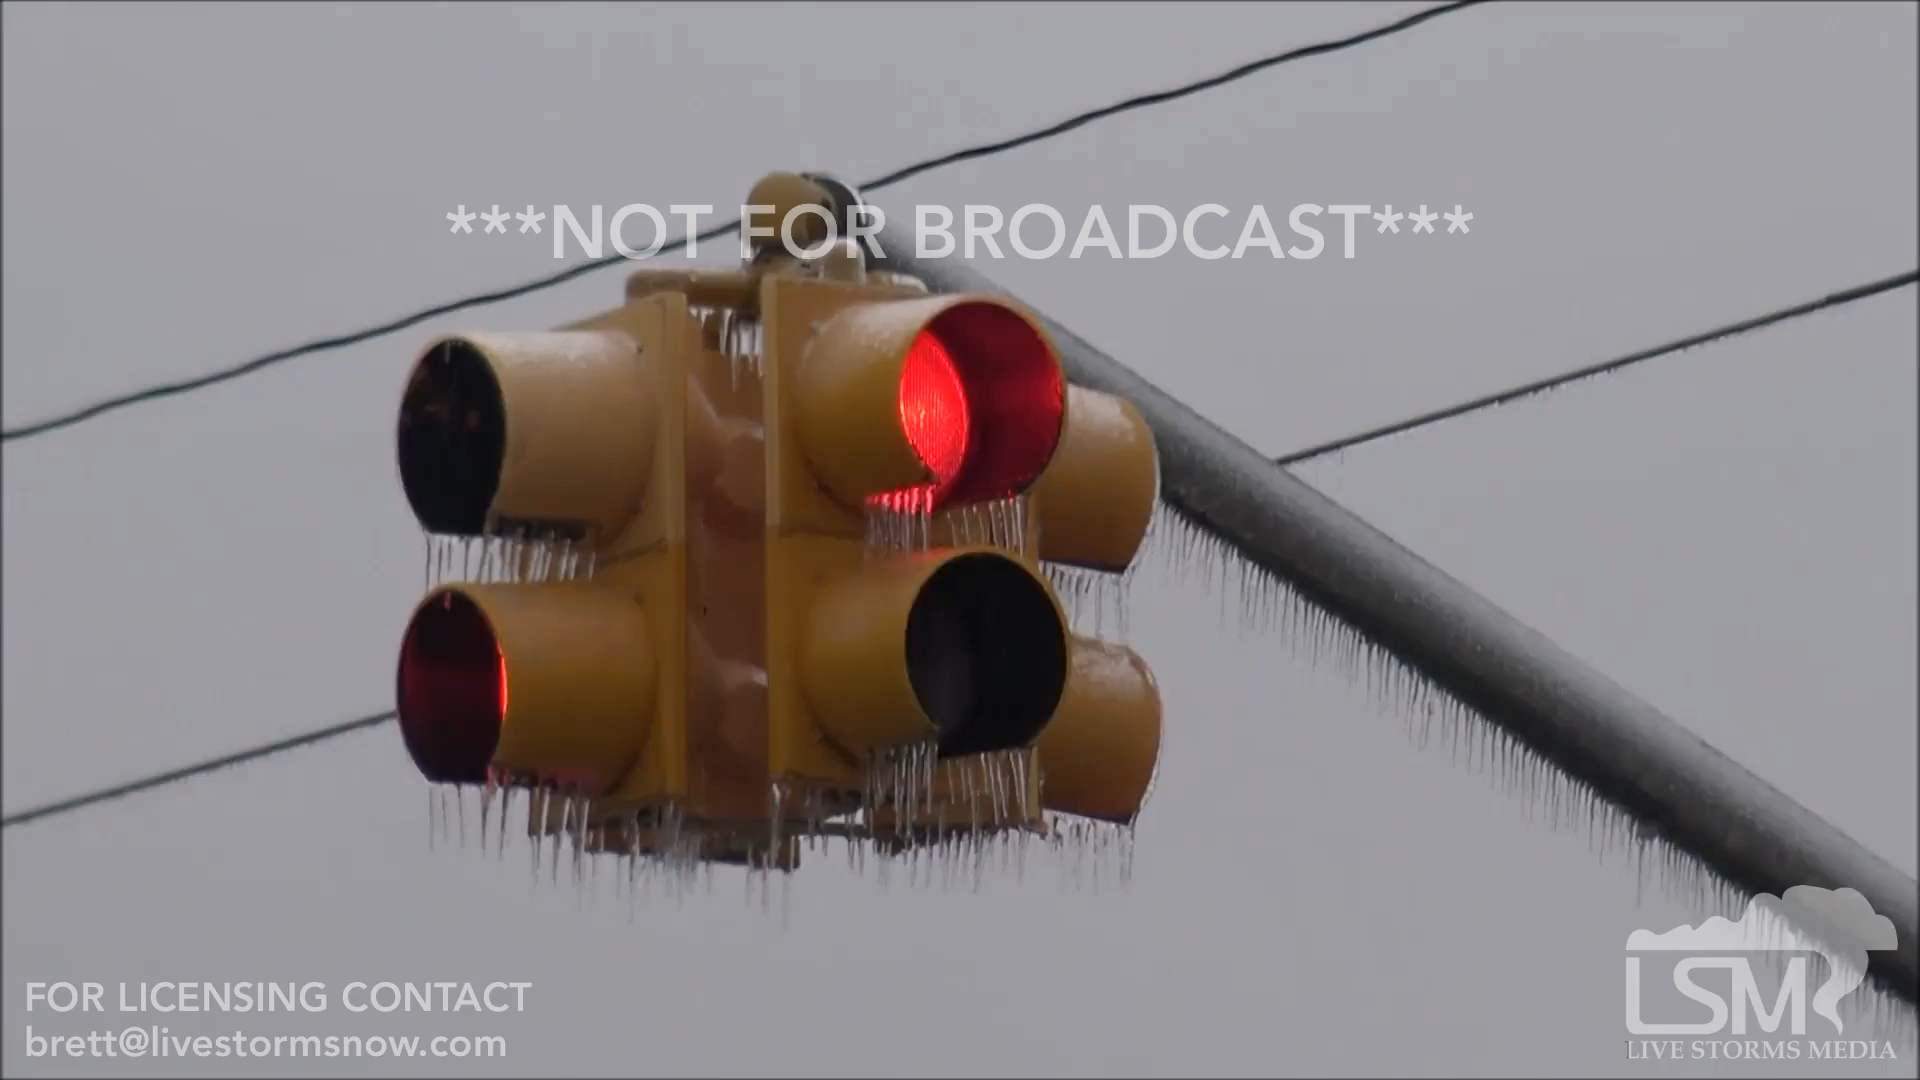 ***NOT FOR BROADCAST***
FOR LICENSING CONTACT
brett@livestormsnow.com
LSM
LIVE STORMS MEDIA